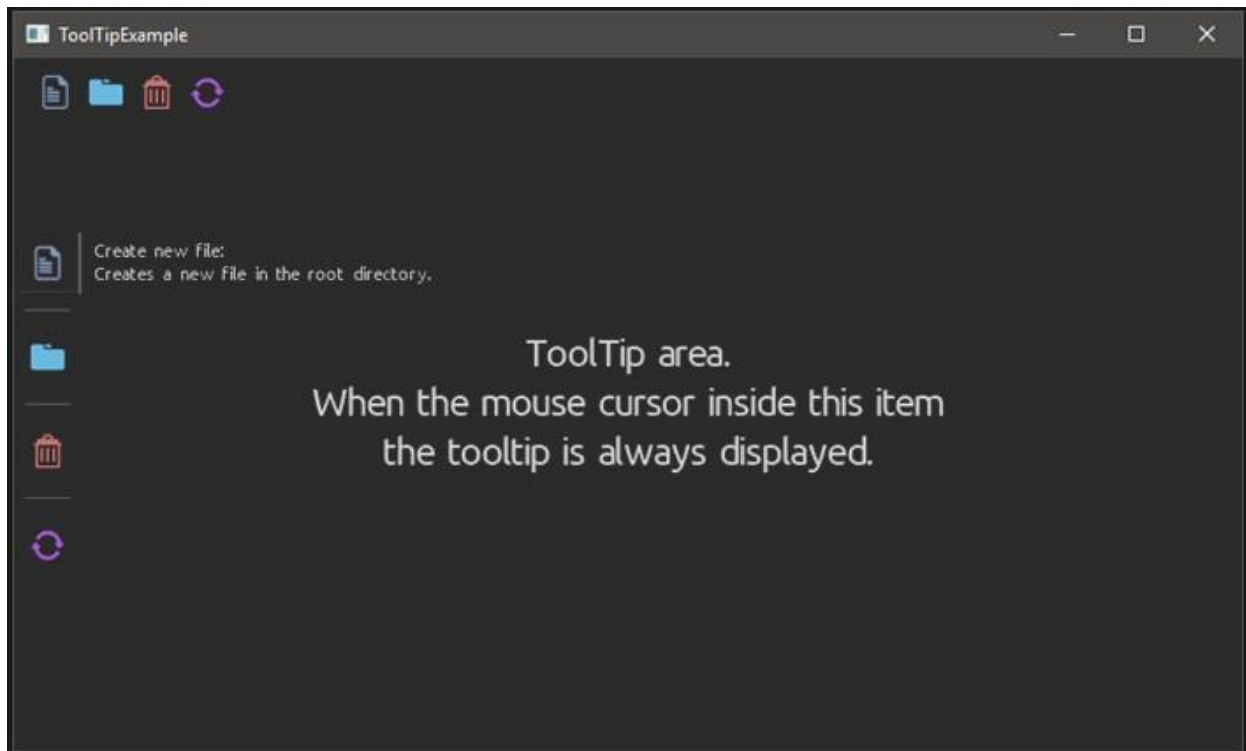 ToolTipExample
Create new file:
Creates a new file in the root directory.
ToolTip area.
When the mouse cursor inside this item
the tooltip is always displayed.